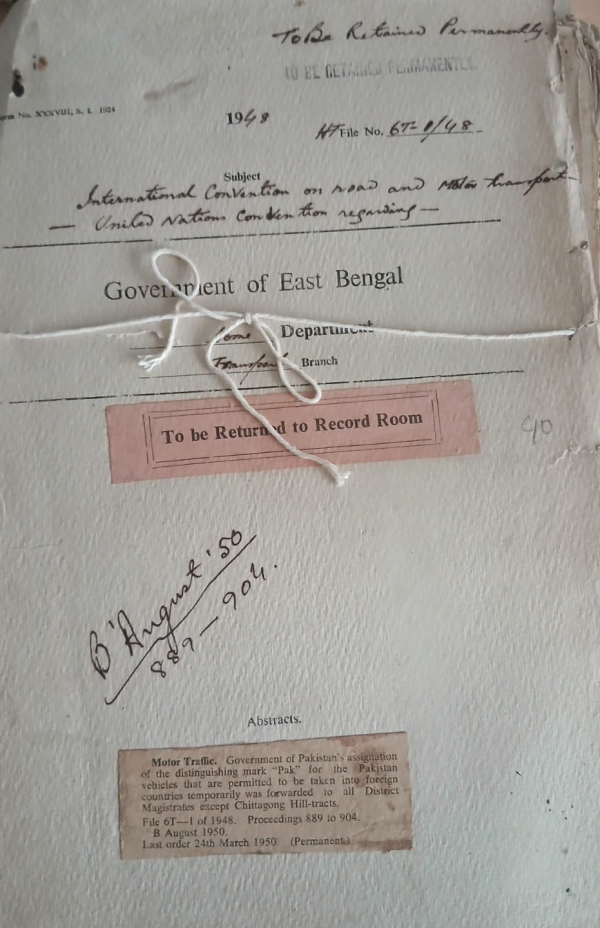 To Be Retained Permanently.
TO BE RETAINED PERMANENTLY.
orm No. XXXVIII, S. I. 1924
1948
File No. 6T-1/48
Subject
International Convention on road and Motor transport—
— United Nations Convention regarding —
Government of East Bengal
Home Department
Transport Branch
To be Returned to Record Room
40
B' August '50
889 — 904.
Abstracts.
Motor Traffic. Government of Pakistan's assignation
of the distinguishing mark "Pak" for the Pakistan
vehicles that are permitted to be taken into foreign
countries temporarily was forwarded to all District
Magistrates except Chittagong Hill-tracts.
File 6T—1 of 1948. Proceedings 889 to 904.
B August 1950.
Last order 24th March 1950. (Permanent.)